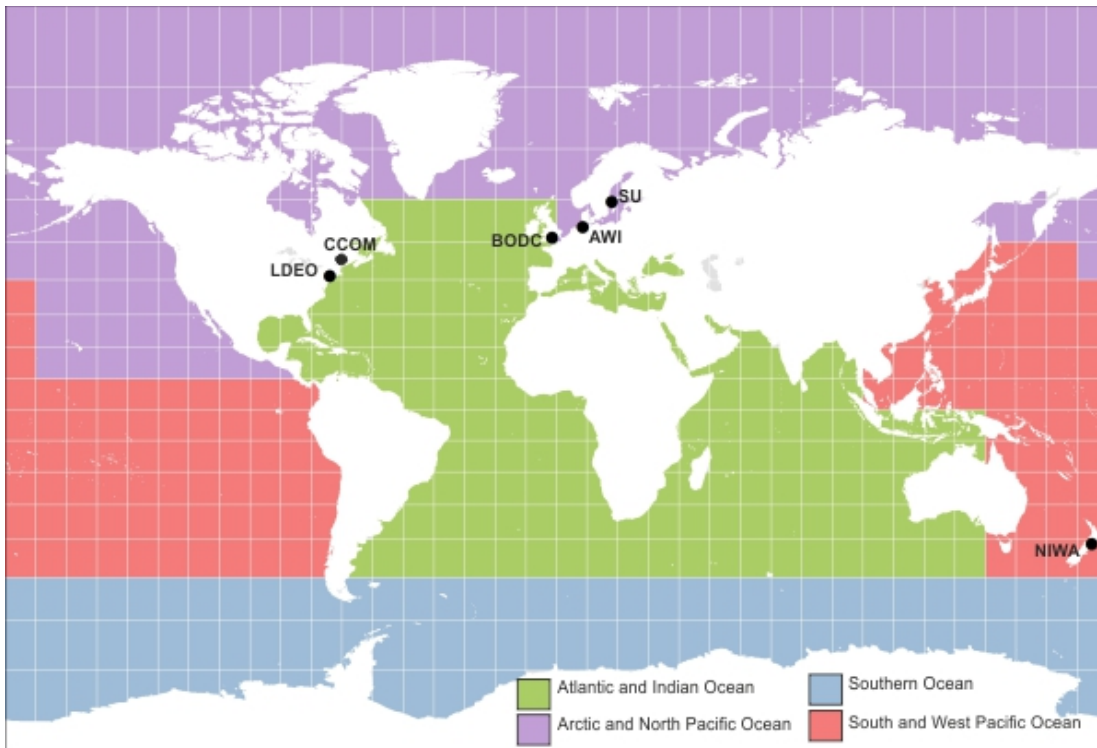 SU
BODC
AWI
CCOM
LDEO
NIWA
Atlantic and Indian Ocean
Southern Ocean
Arctic and North Pacific Ocean
South and West Pacific Ocean